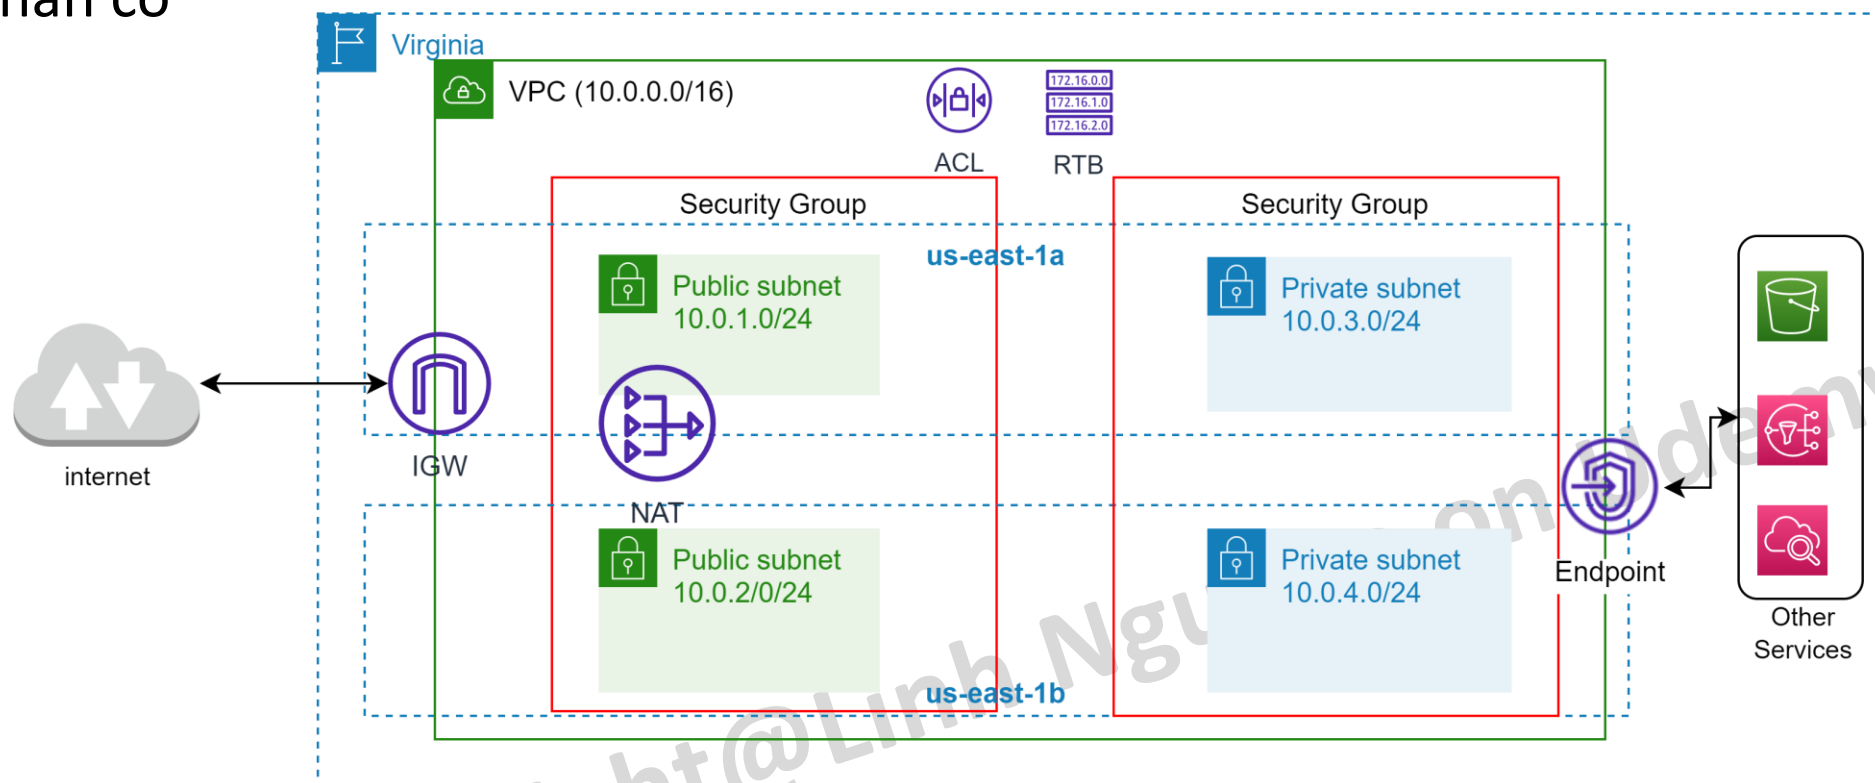 Virginia
VPC (10.0.0.0/16)
172.16.0.0
172.16.1.0
172.16.2.0
ACL
RTB
Security Group
Security Group
us-east-1a
Public subnet
10.0.1.0/24
Private subnet
10.0.3.0/24
internet
IGW
NAT
Public subnet
10.0.2/0/24
Private subnet
10.0.4.0/24
Endpoint
us-east-1b
Other
Services
@Linh
on Udemy